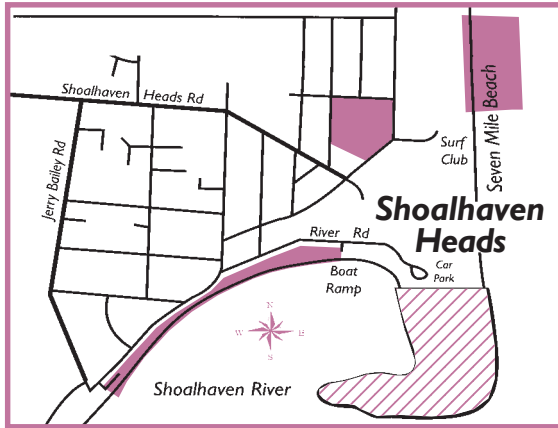 Shoalhaven Heads Rd
Jerry Bailey Rd
Seven Mile Beach
Surf
Club
Shoalhaven
Heads
River Rd
Boat
Ramp
Car
Park
N
W E
S
Shoalhaven River